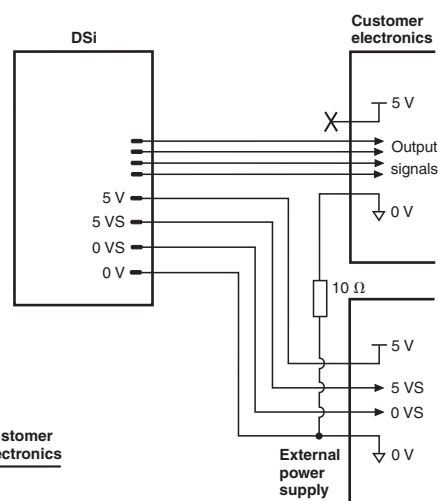 Customer
electronics
DSi
5 V
Output
signals
0 V
5 V
5 VS
0 VS
0 V
10 Ω
5 V
5 VS
0 VS
0 V
External
power
supply
ustomer
ectronics